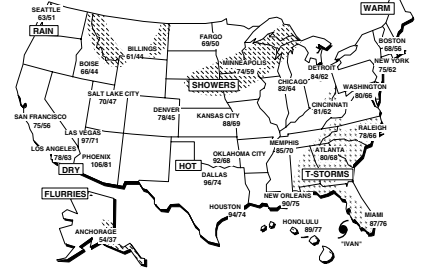 SEATTLE
63/51
RAIN
WARM
FARGO
69/50
BILLINGS
61/44
BOISE
66/44
MINNEAPOLIS
74/59
BOSTON
68/56
NEW YORK
75/62
DETROIT
84/62
CHICAGO
82/64
WASHINGTON
80/66
SHOWERS
SALT LAKE CITY
70/47
DENVER
78/45
KANSAS CITY
88/69
CINCINNATI
81/62
SAN FRANCISCO
75/56
LAS VEGAS
97/71
RALEIGH
78/66
LOS ANGELES
78/63
PHOENIX
106/81
DRY
HOT
OKLAHOMA CITY
92/68
MEMPHIS
85/70
ATLANTA
80/68
DALLAS
96/74
T-STORMS
FLURRIES
NEW ORLEANS
90/75
HOUSTON
94/74
MIAMI
87/76
HONOLULU
89/77
ANCHORAGE
54/37
"IVAN"